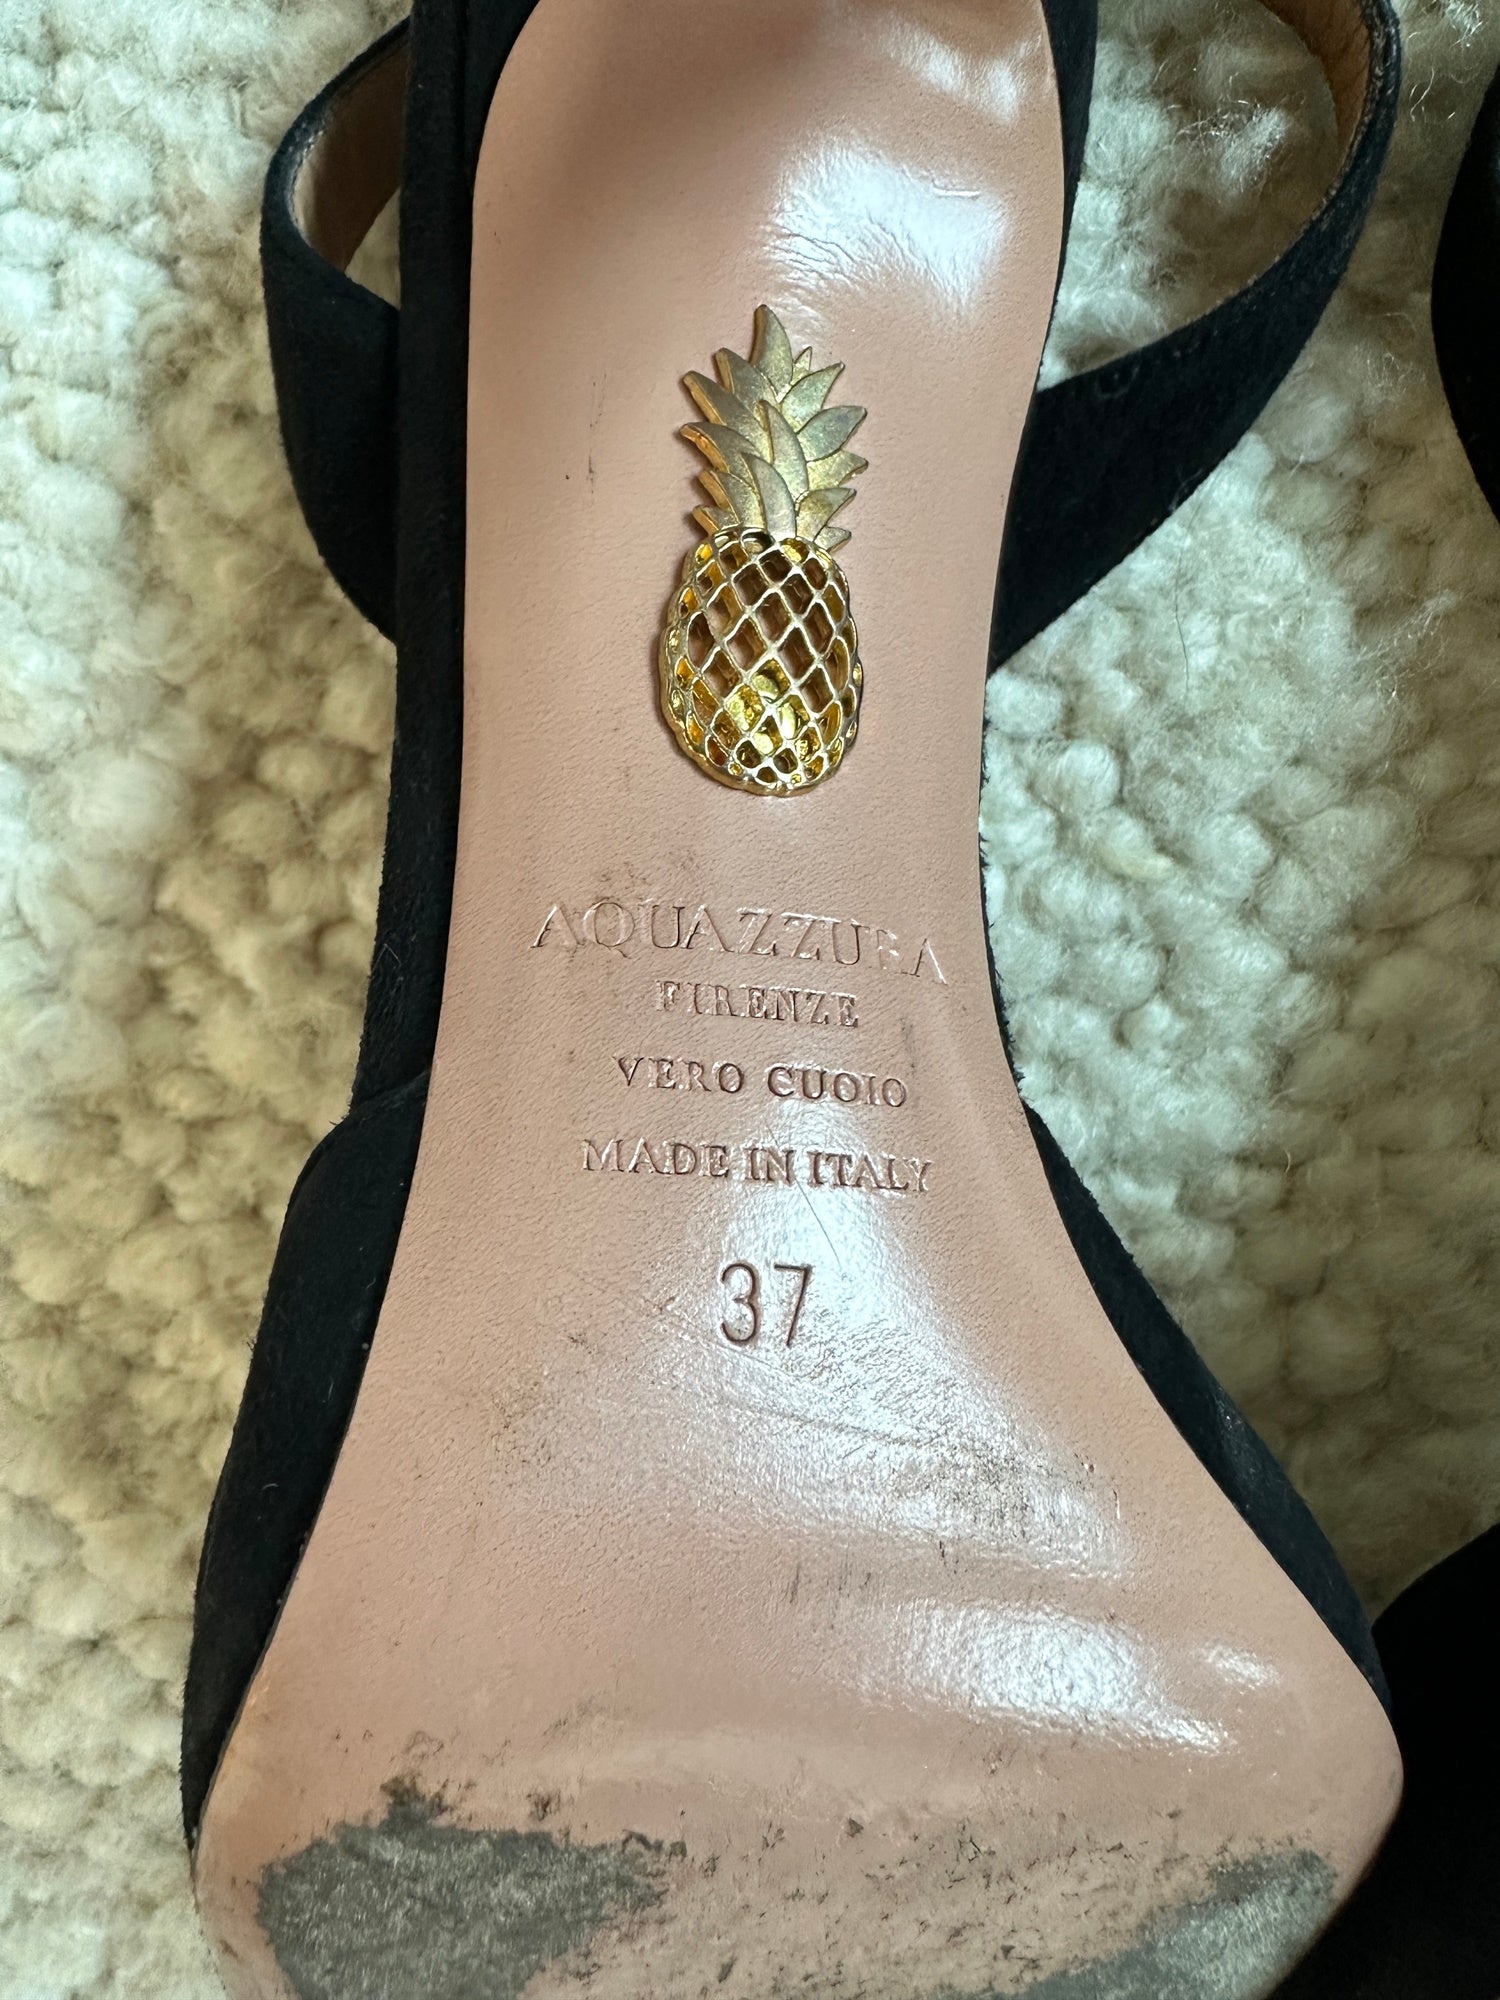 AQUAZZURA
FIRENZE
VERO CUOIO
MADE IN ITALY
37